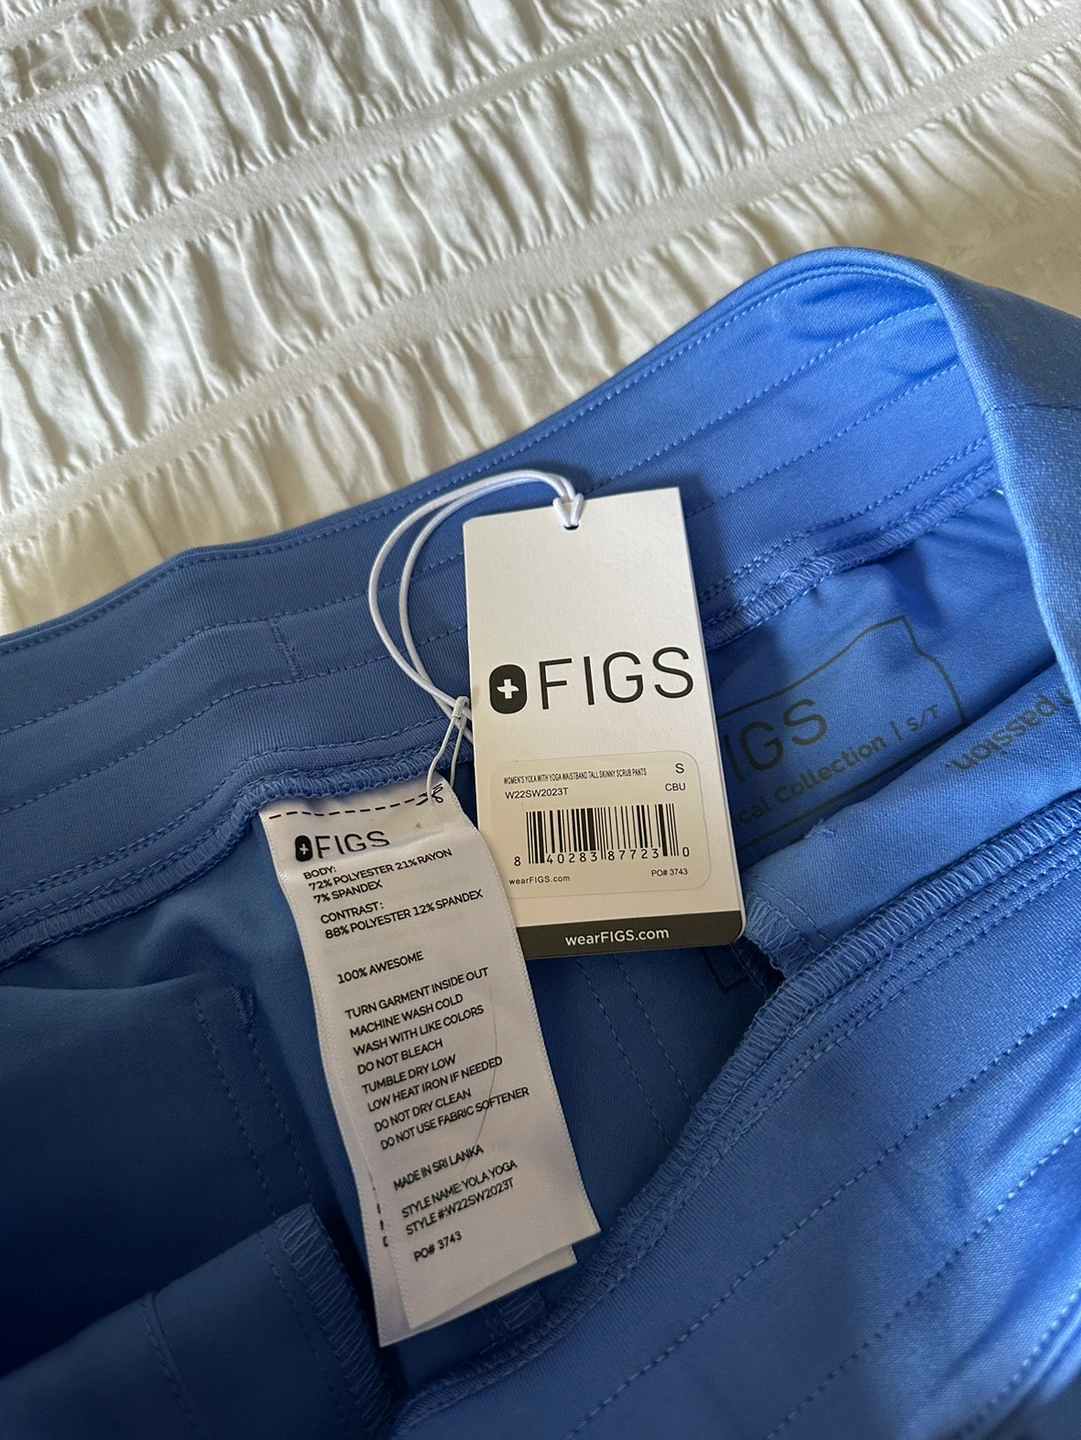 FIGS
WOMEN'S YOLA WITH YOGA WAISTBAND TALL SKINNY SCRUB PANTS
S
W22SW2023T
CBU
8 40283 87723 0
wearFIGS.com
PO# 3743
wearFIGS.com
FIGS
BODY:
72% POLYESTER 21% RAYON
7% SPANDEX
CONTRAST:
88% POLYESTER 12% SPANDEX
100% AWESOME
TURN GARMENT INSIDE OUT
MACHINE WASH COLD
WASH WITH LIKE COLORS
DO NOT BLEACH
TUMBLE DRY LOW
LOW HEAT IRON IF NEEDED
DO NOT DRY CLEAN
DO NOT USE FABRIC SOFTENER
MADE IN SRI LANKA
STYLE NAME: YOLA YOGA
STYLE #:W22SW2023T
PO# 3743
IGS
cal Collection | S/T
passion